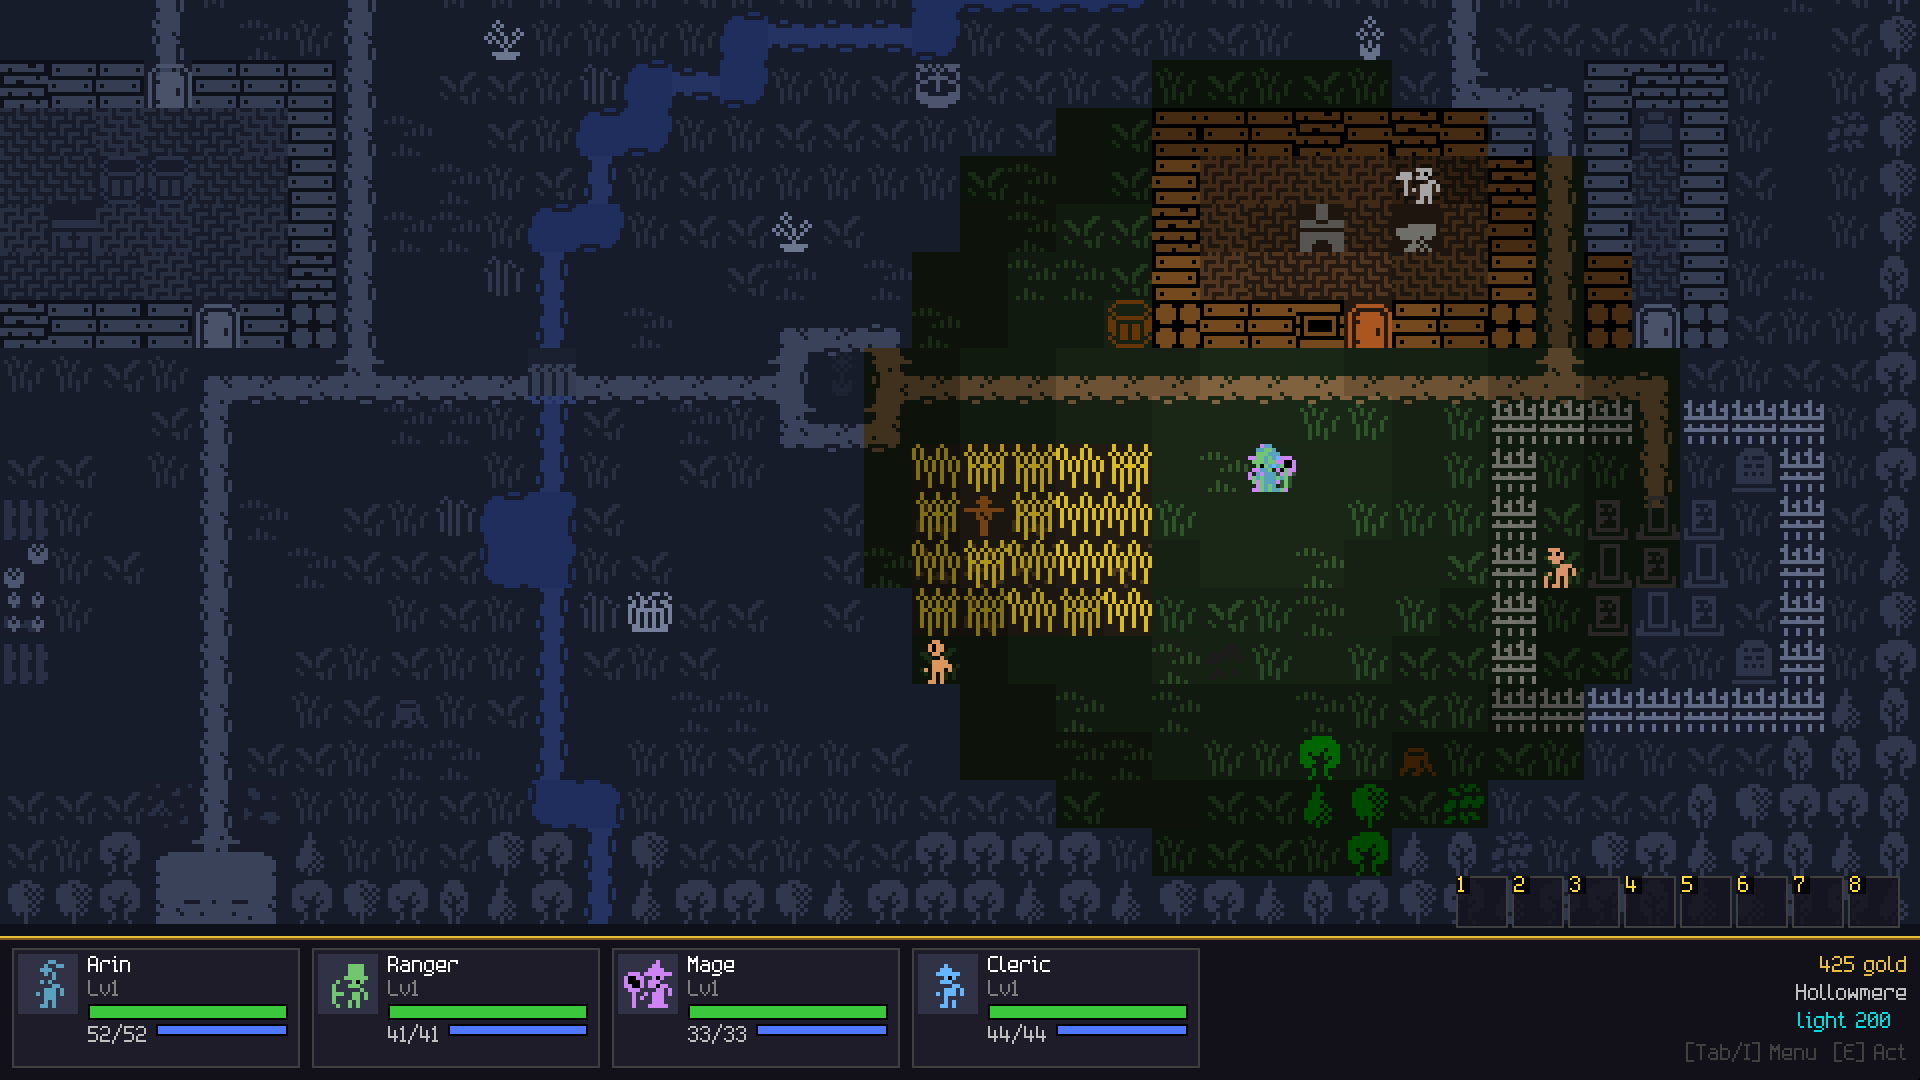 1 2 3 4 5 6 7 8
Arin
Lv1
52/52
Ranger
Lv1
41/41
Mage
Lv1
33/33
Cleric
Lv1
44/44
425 gold
Hollowmere
light 200
[Tab/I] Menu [E] Act